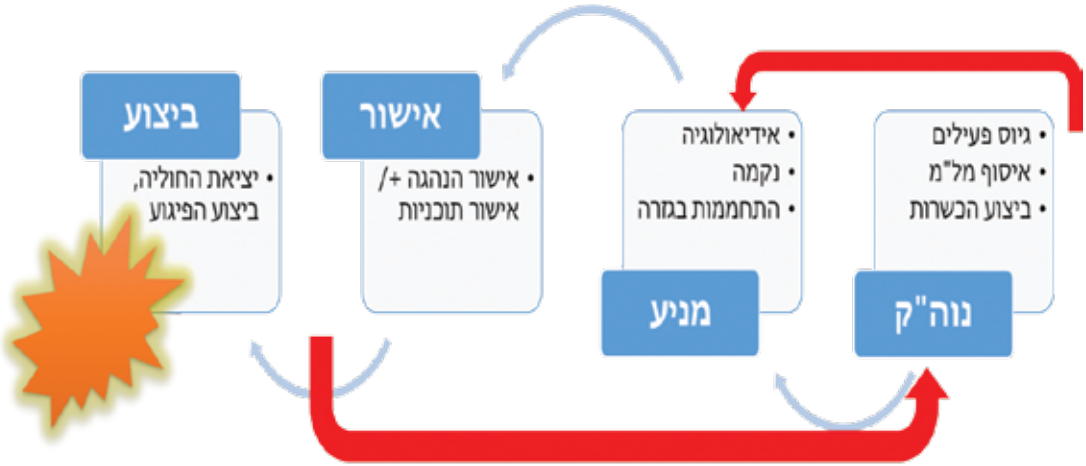 • גיוס פעילים
• איסוף מל"מ
• ביצוע הכשרות
נוה"ק
• אידיאולוגיה
• נקמה
• התחממות בגזרה
מניע
אישור
• אישור הנהגה +/
אישור תוכניות
ביצוע
• יציאת החוליה,
ביצוע הפיגוע